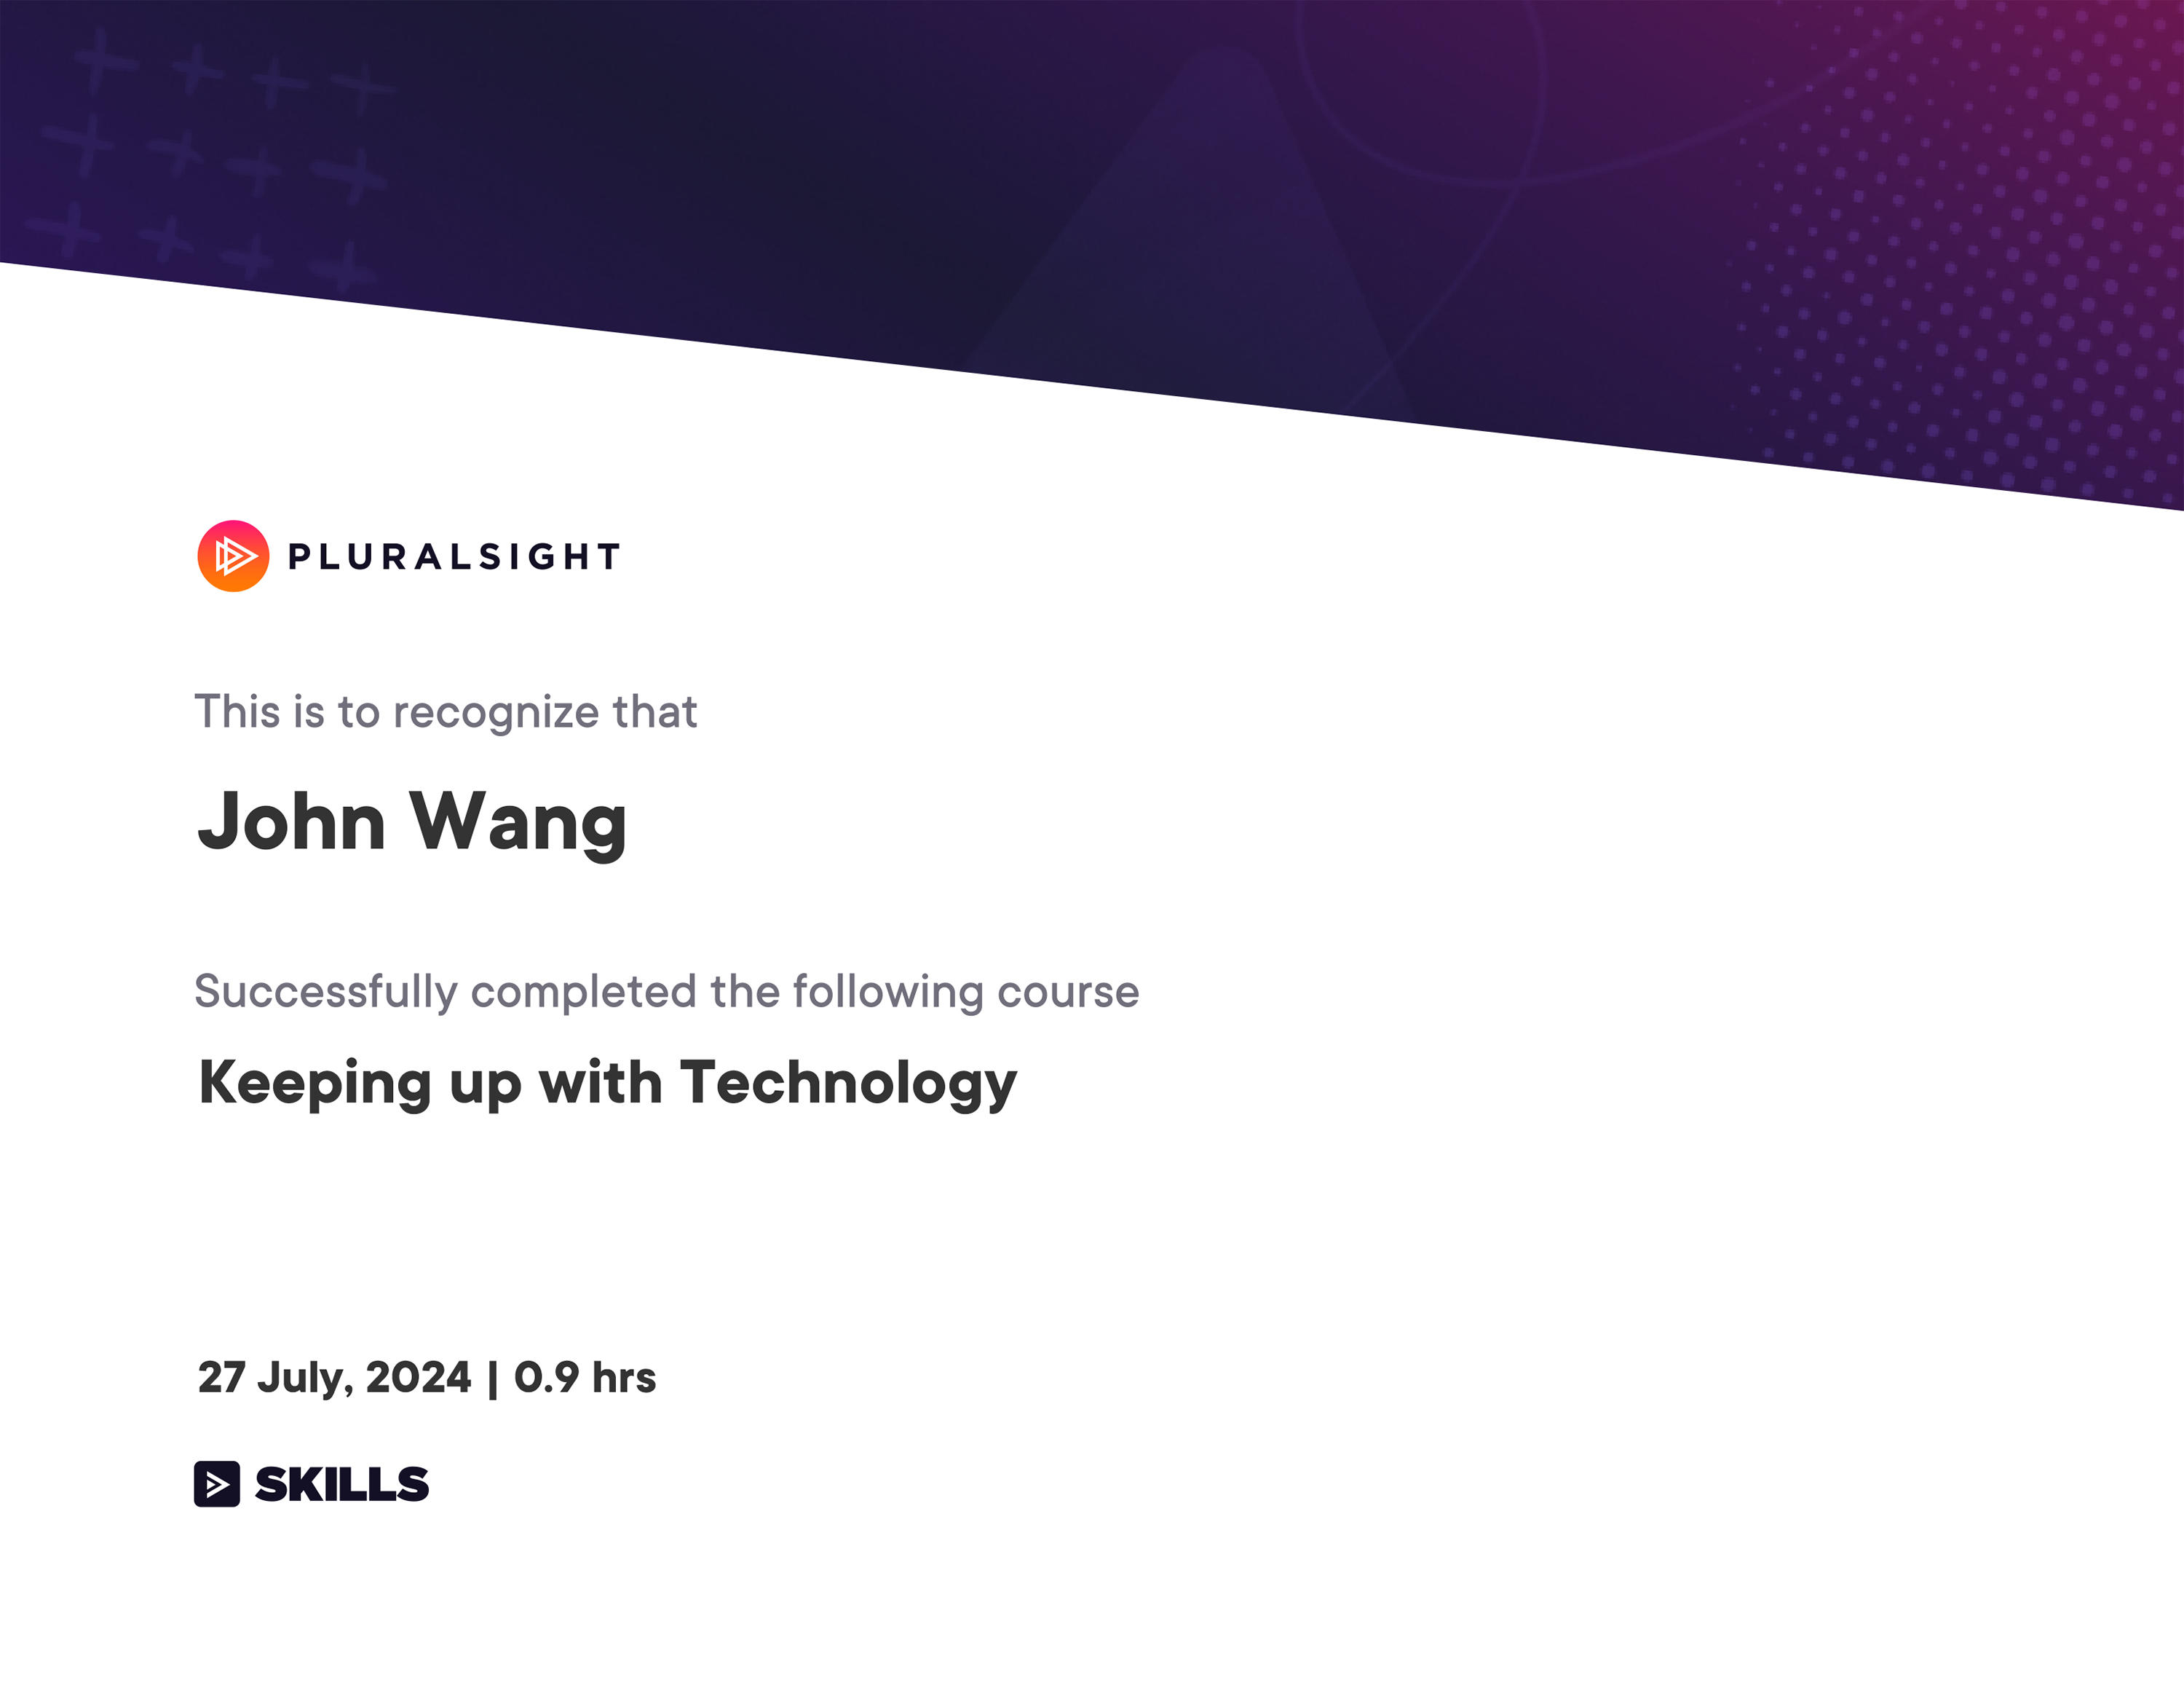 PLURALSIGHT
This is to recognize that
John Wang
Successfully completed the following course
Keeping up with Technology
27 July, 2024 | 0.9 hrs
SKILLS